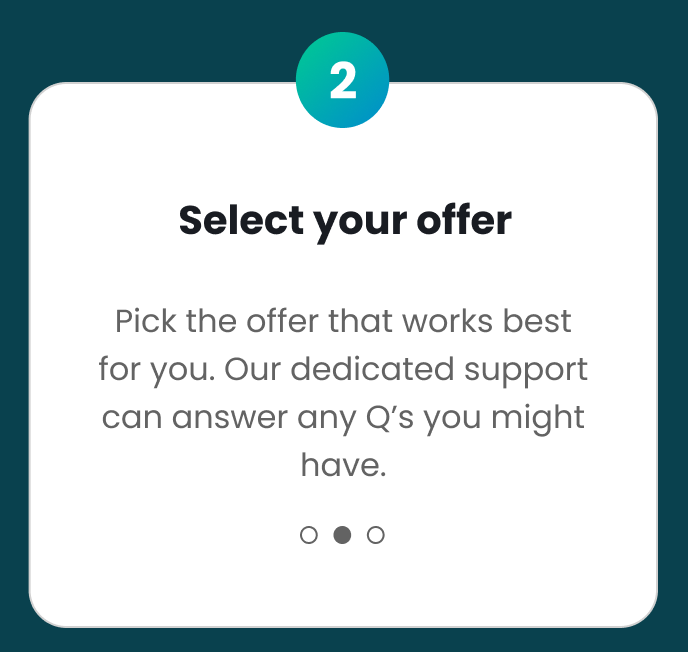 2
Select your offer
Pick the offer that works best
for you. Our dedicated support
can answer any Q’s you might
have.